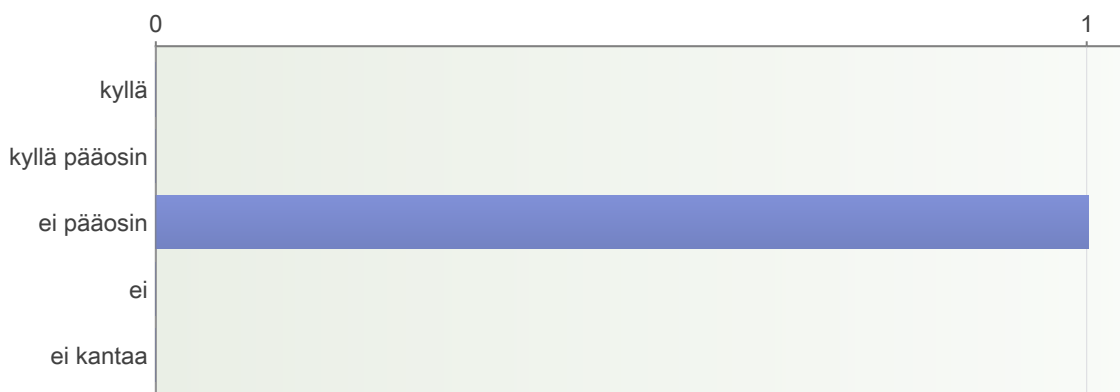 0 1
kyllä
kyllä pääosin
ei pääosin
ei
ei kantaa